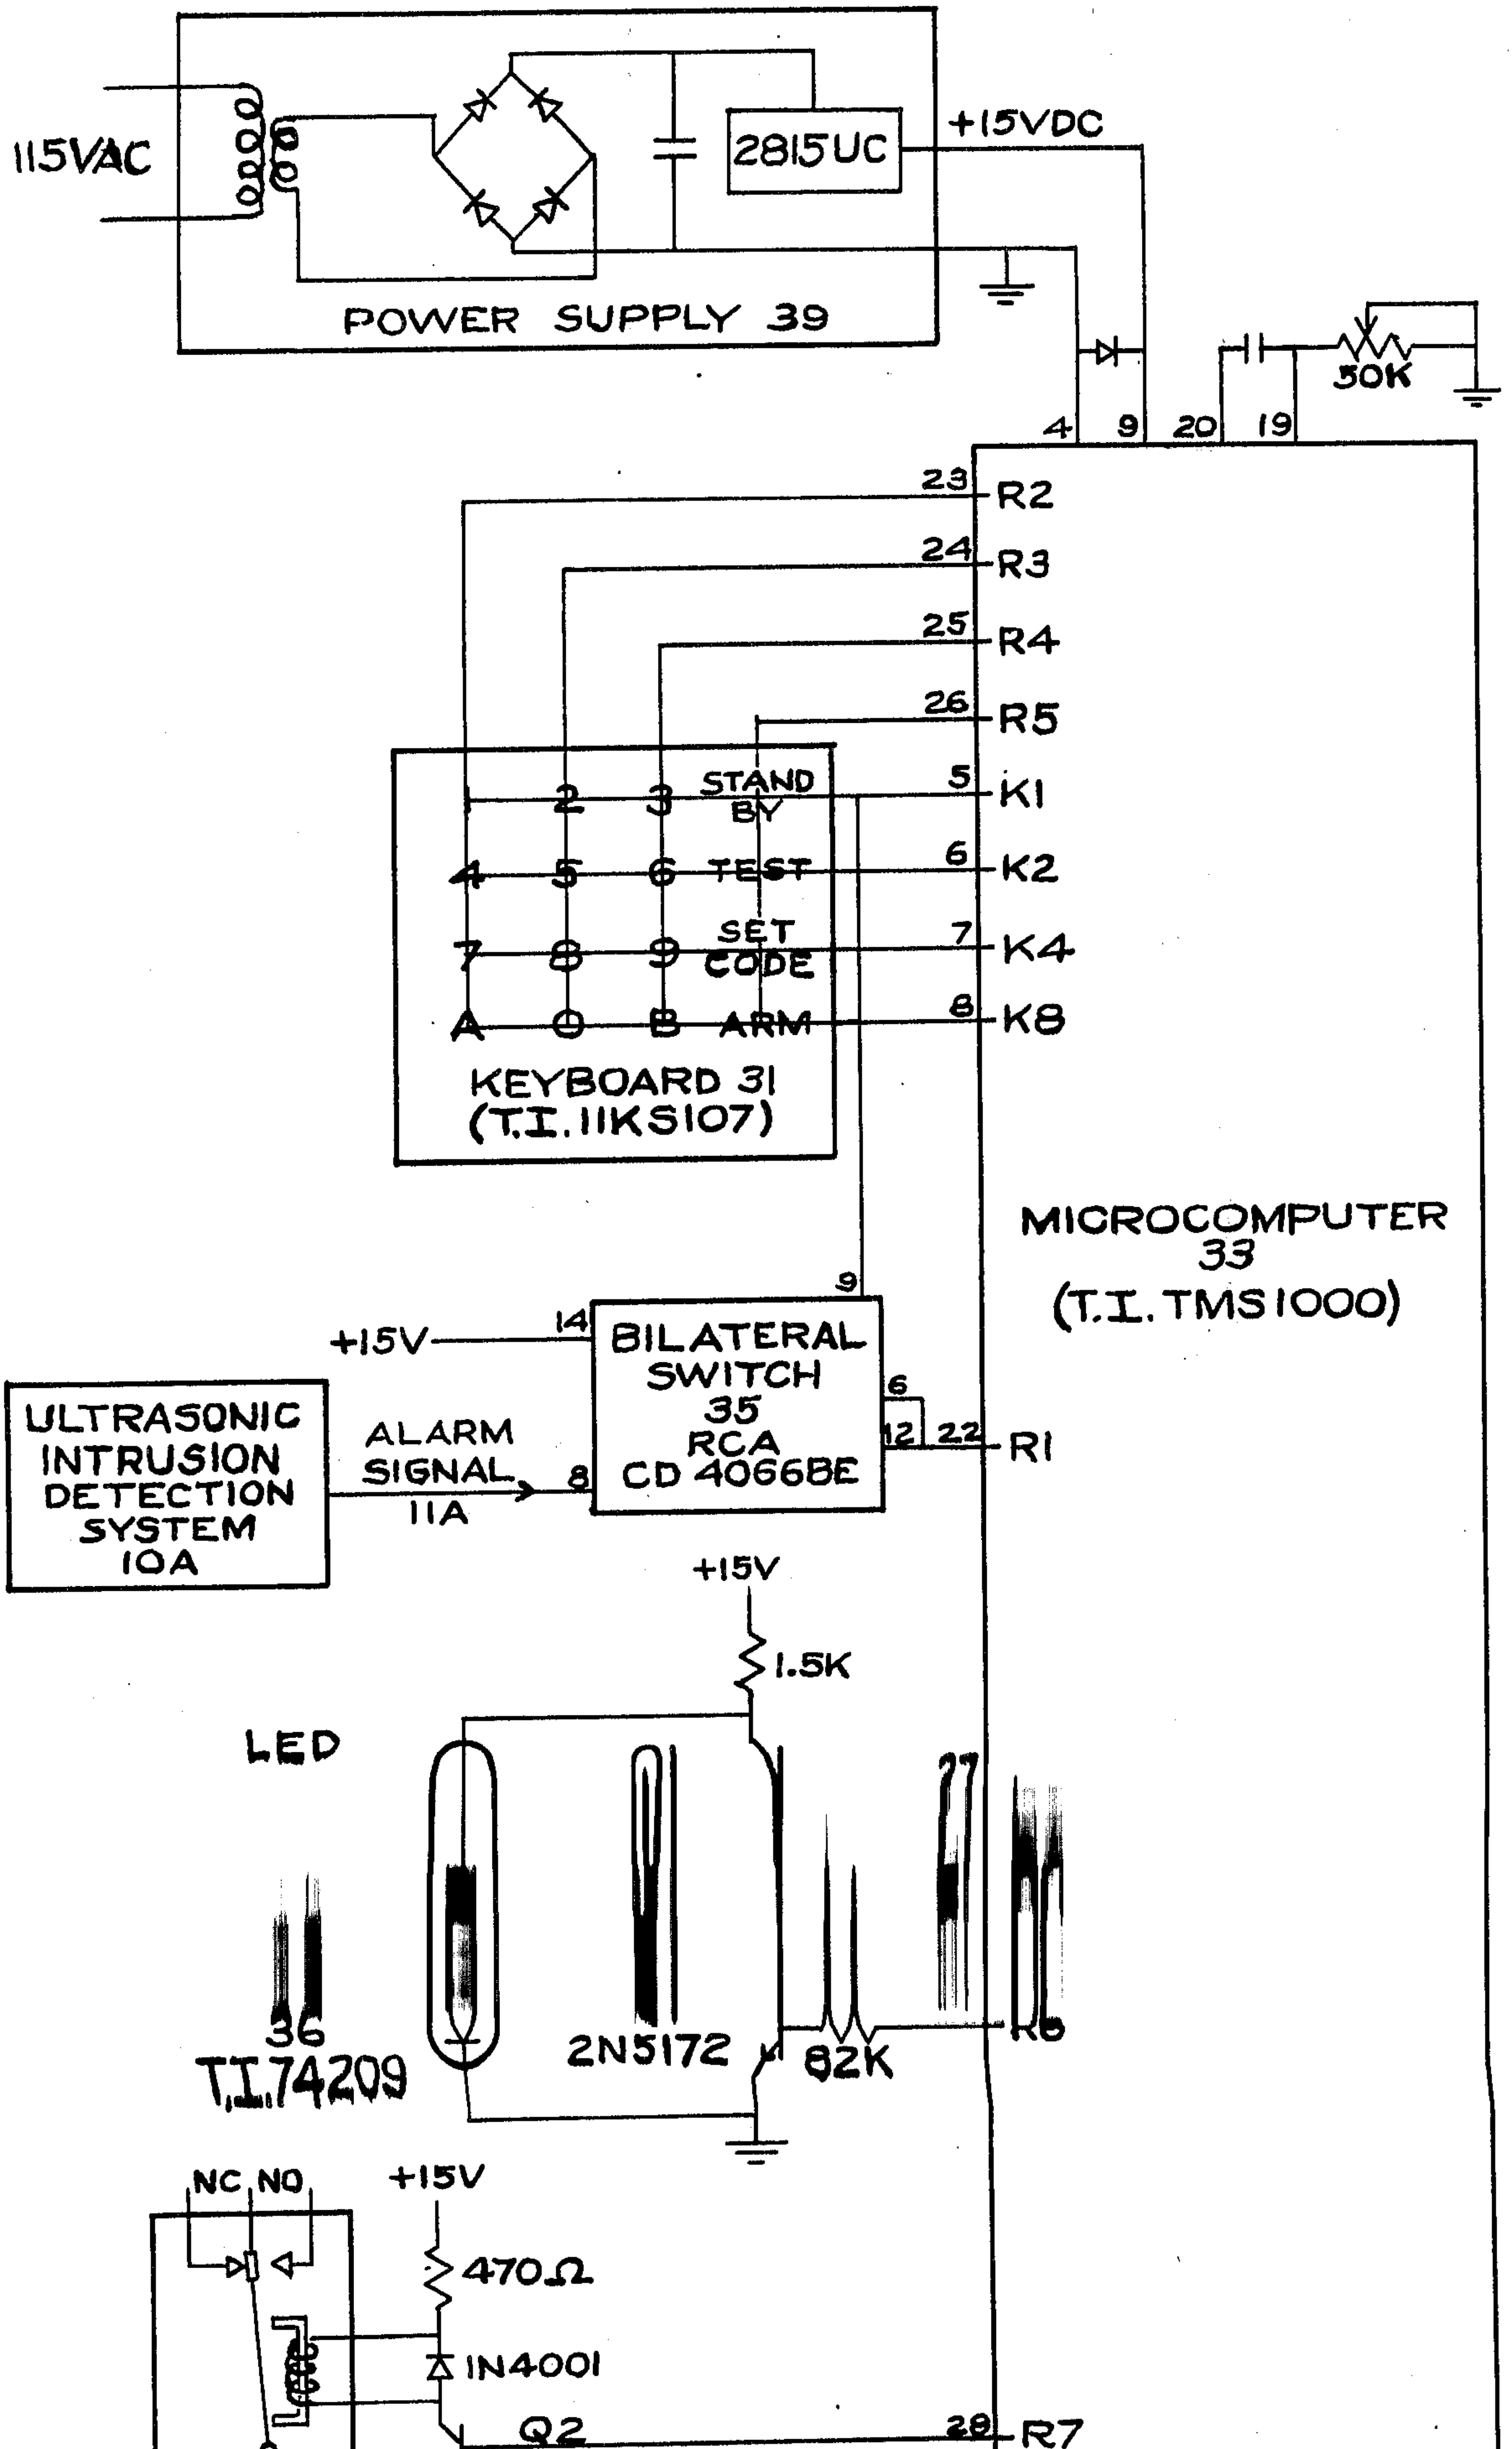 115VAC
2815UC
+15VDC
POWER SUPPLY 39
50K
4
9
20
19
23
R2
24
R3
25
R4
26
R5
1
2
3
STAND
BY
5
K1
4
5
6
TEST
6
K2
7
8
9
SET
CODE
7
K4
A
0
B
ARM
8
K8
KEYBOARD 31
(T.I. 11KS107)
MICROCOMPUTER
33
(T.I. TMS1000)
9
+15V
14
BILATERAL
SWITCH
35
RCA
CD 4066BE
6
12
22
R1
8
ULTRASONIC
INTRUSION
DETECTION
SYSTEM
10A
ALARM
SIGNAL
11A
+15V
1.5K
LED
27
36
T.I.74209
2N5172
82K
NC
NO
+15V
470Ω
1N4001
Q2
28
R7